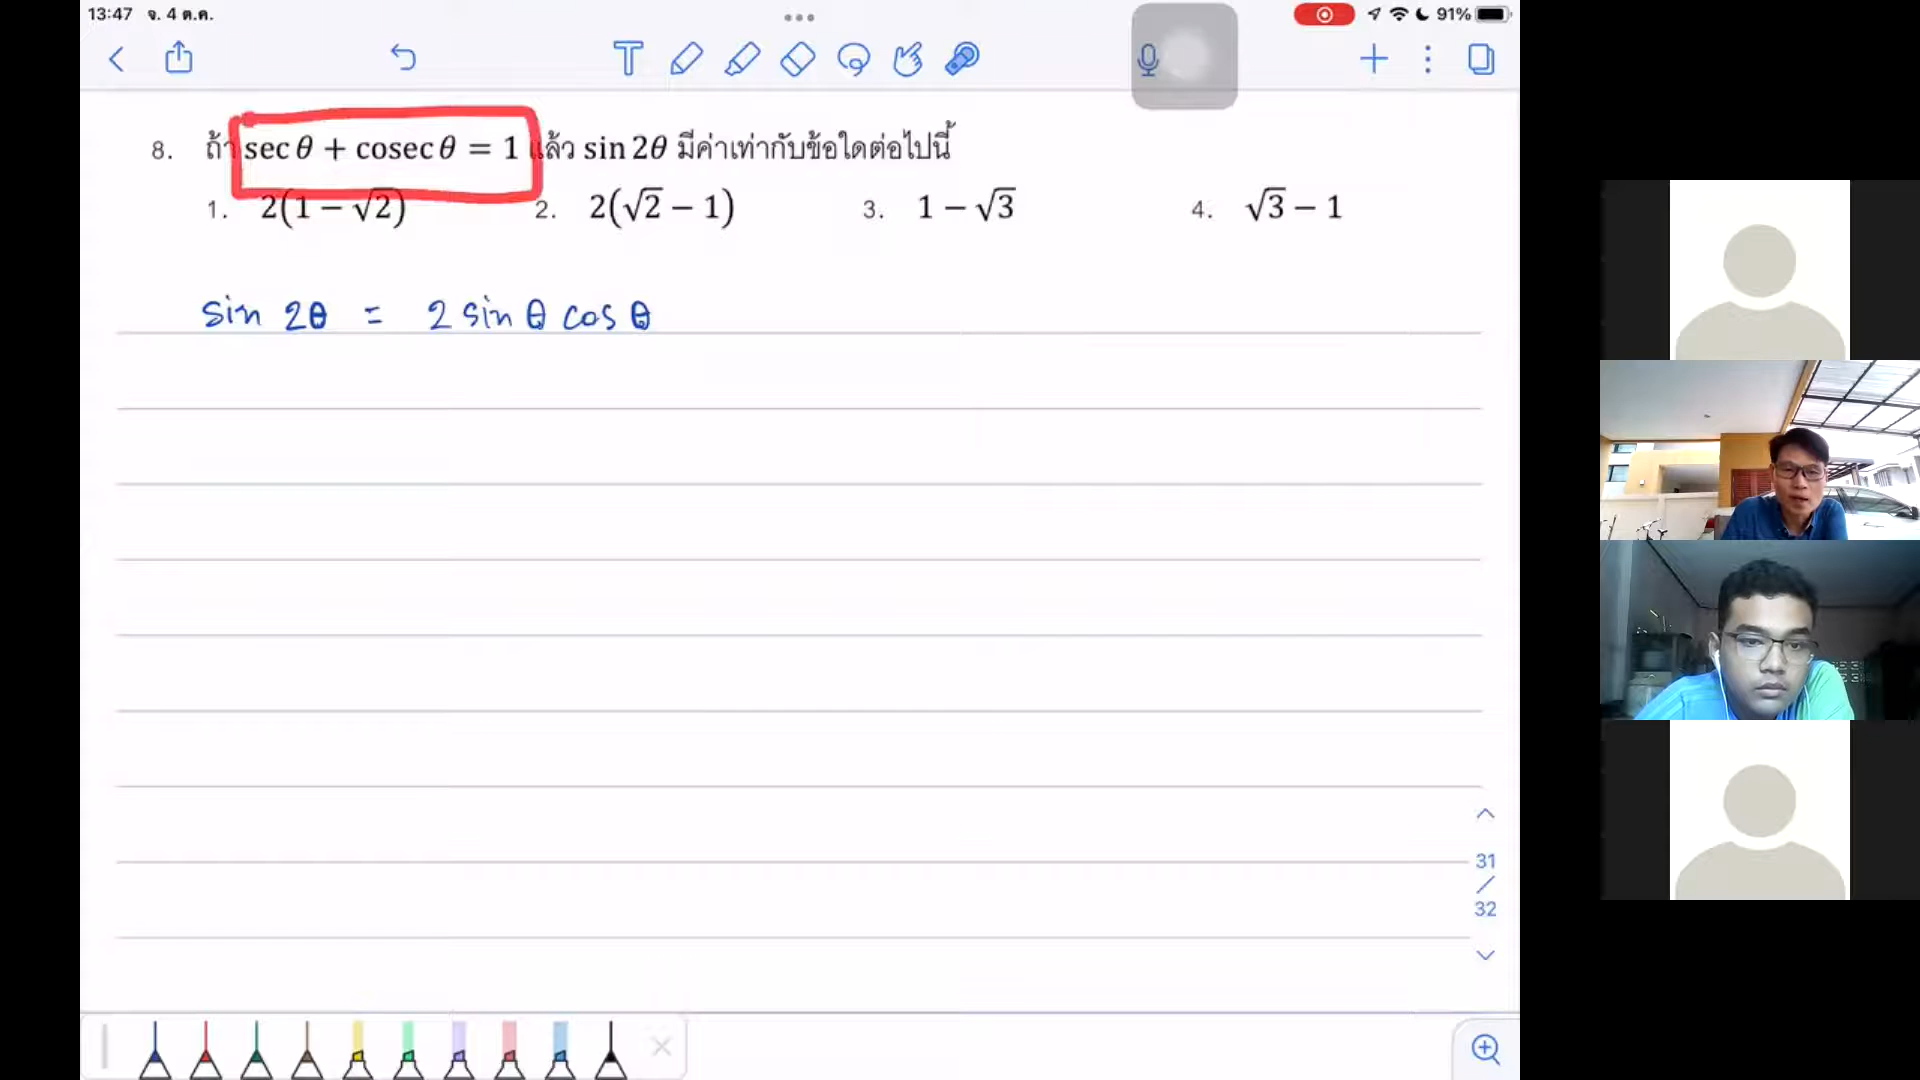 13:47 จ. 4 ต.ค.
91%
8. ถ้า sec θ + cosec θ = 1 แล้ว sin 2θ มีค่าเท่ากับข้อใดต่อไปนี้
1. 2(1 − √2) 2. 2(√2 − 1) 3. 1 − √3 4. √3 − 1
sin 2θ = 2 sin θ cos θ
31
/
32